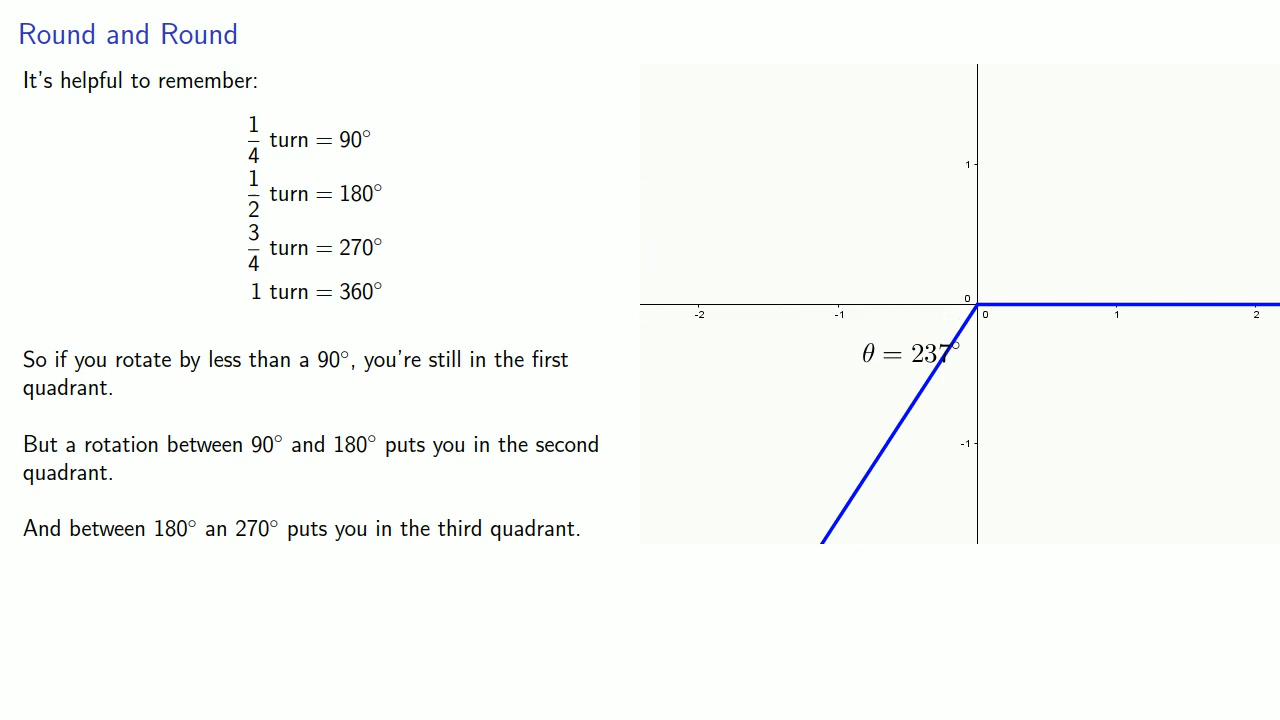 Round and Round
It's helpful to remember:
1/4 turn = 90°
1/2 turn = 180°
3/4 turn = 270°
1 turn = 360°
So if you rotate by less than a 90°, you're still in the first
quadrant.
But a rotation between 90° and 180° puts you in the second
quadrant.
And between 180° an 270° puts you in the third quadrant.
1
0
-2 -1 0 1 2
θ = 237°
-1